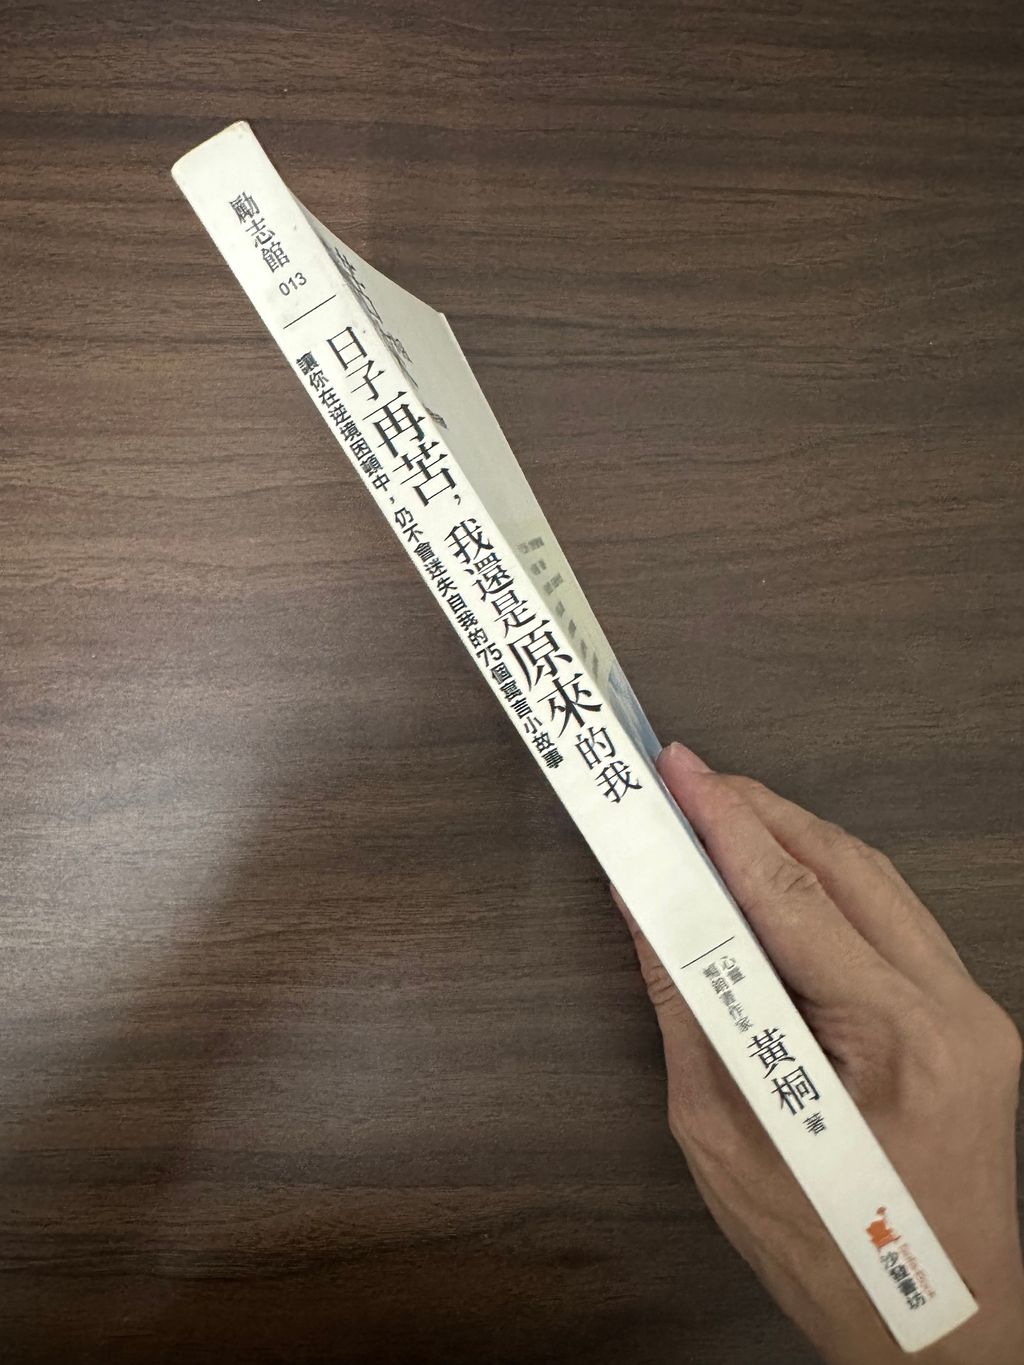 勵志館
013
日子再苦，我還是原來的我
讓你在逆境困頓中，仍不會迷失自我的75個寓言小故事
心靈
暢銷書作家
黃桐 著
沙發書坊